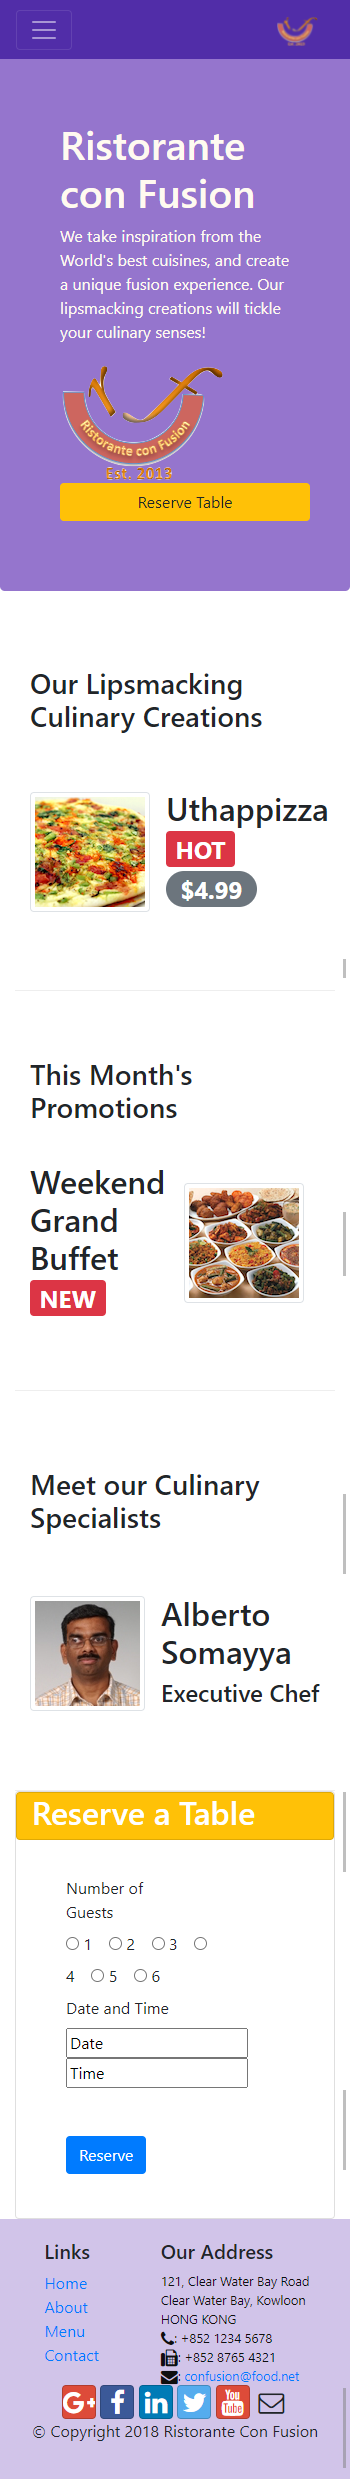 Ristorante
con Fusion
We take inspiration from the
World's best cuisines, and create
a unique fusion experience. Our
lipsmacking creations will tickle
your culinary senses!
Ristorante con Fusion
Est. 2013
Reserve Table
Our Lipsmacking
Culinary Creations
Uthappizza
HOT
$4.99
This Month's
Promotions
Weekend
Grand
Buffet
NEW
Meet our Culinary
Specialists
Alberto
Somayya
Executive Chef
Reserve a Table
Number of
Guests
1 2 3
4 5 6
Date and Time
Date
Time
Reserve
Links
Home
About
Menu
Contact
Our Address
121, Clear Water Bay Road
Clear Water Bay, Kowloon
HONG KONG
: +852 1234 5678
: +852 8765 4321
: confusion@food.net
G+ f in You Tube
© Copyright 2018 Ristorante Con Fusion